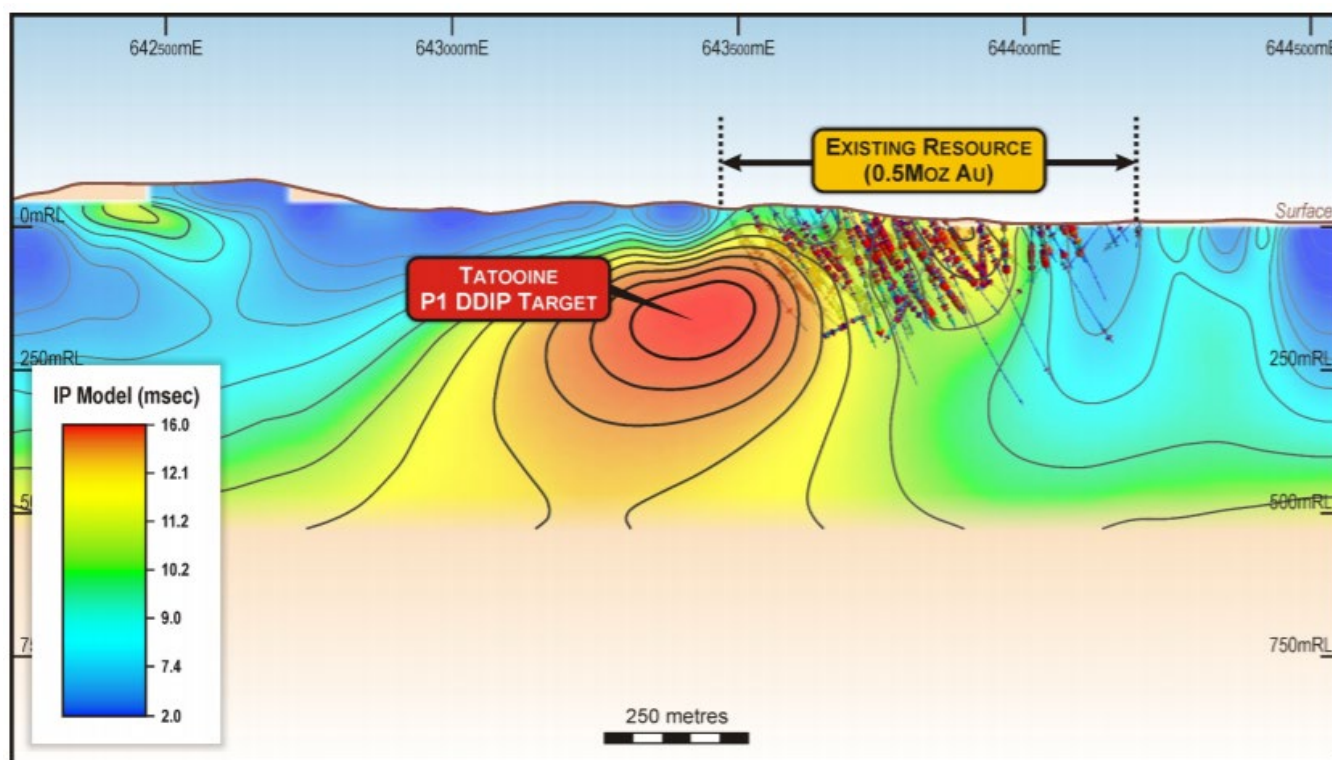 642500mE
643000mE
643500mE
644000mE
644500mE
EXISTING RESOURCE
(0.5MOZ AU)
0mRL
Surface
TATOOINE
P1 DDIP TARGET
250mRL
250mRL
IP Model (msec)
16.0
12.1
11.2
10.2
9.0
7.4
2.0
500mRL
750mRL
250 metres